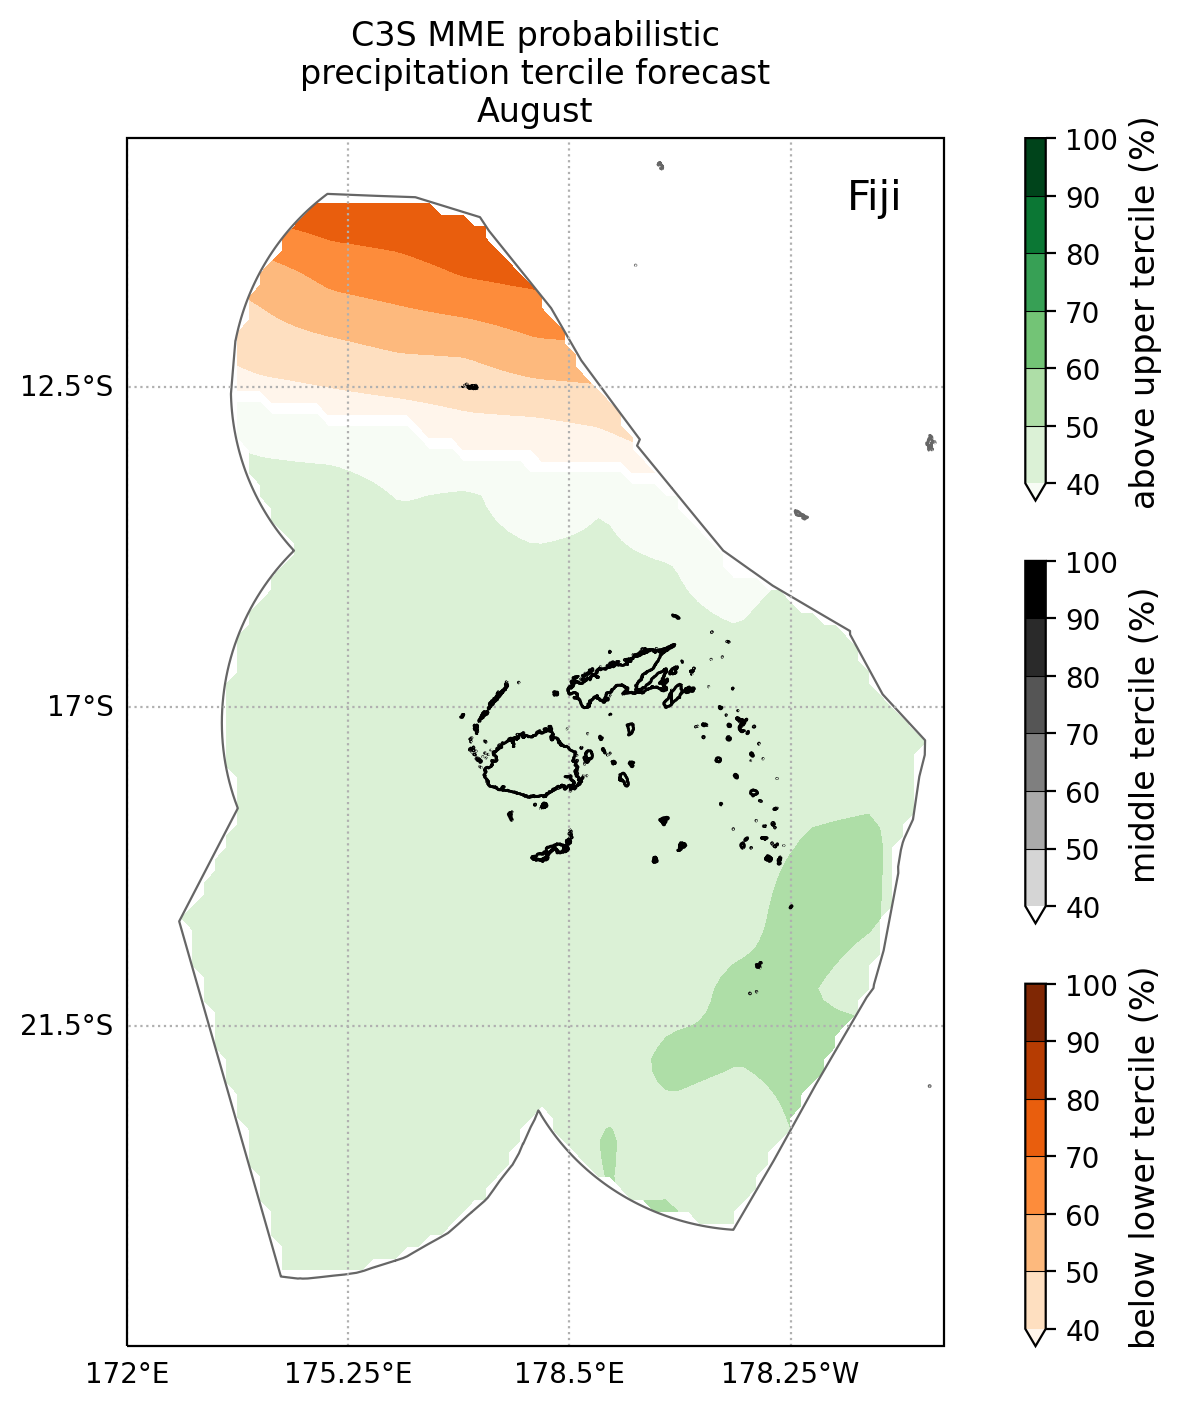 C3S MME probabilistic
precipitation tercile forecast
August
Fiji
12.5°S
17°S
21.5°S
172°E
175.25°E
178.5°E
178.25°W
100
90
80
70
60
50
40
above upper tercile (%)
100
90
80
70
60
50
40
middle tercile (%)
100
90
80
70
60
50
40
below lower tercile (%)